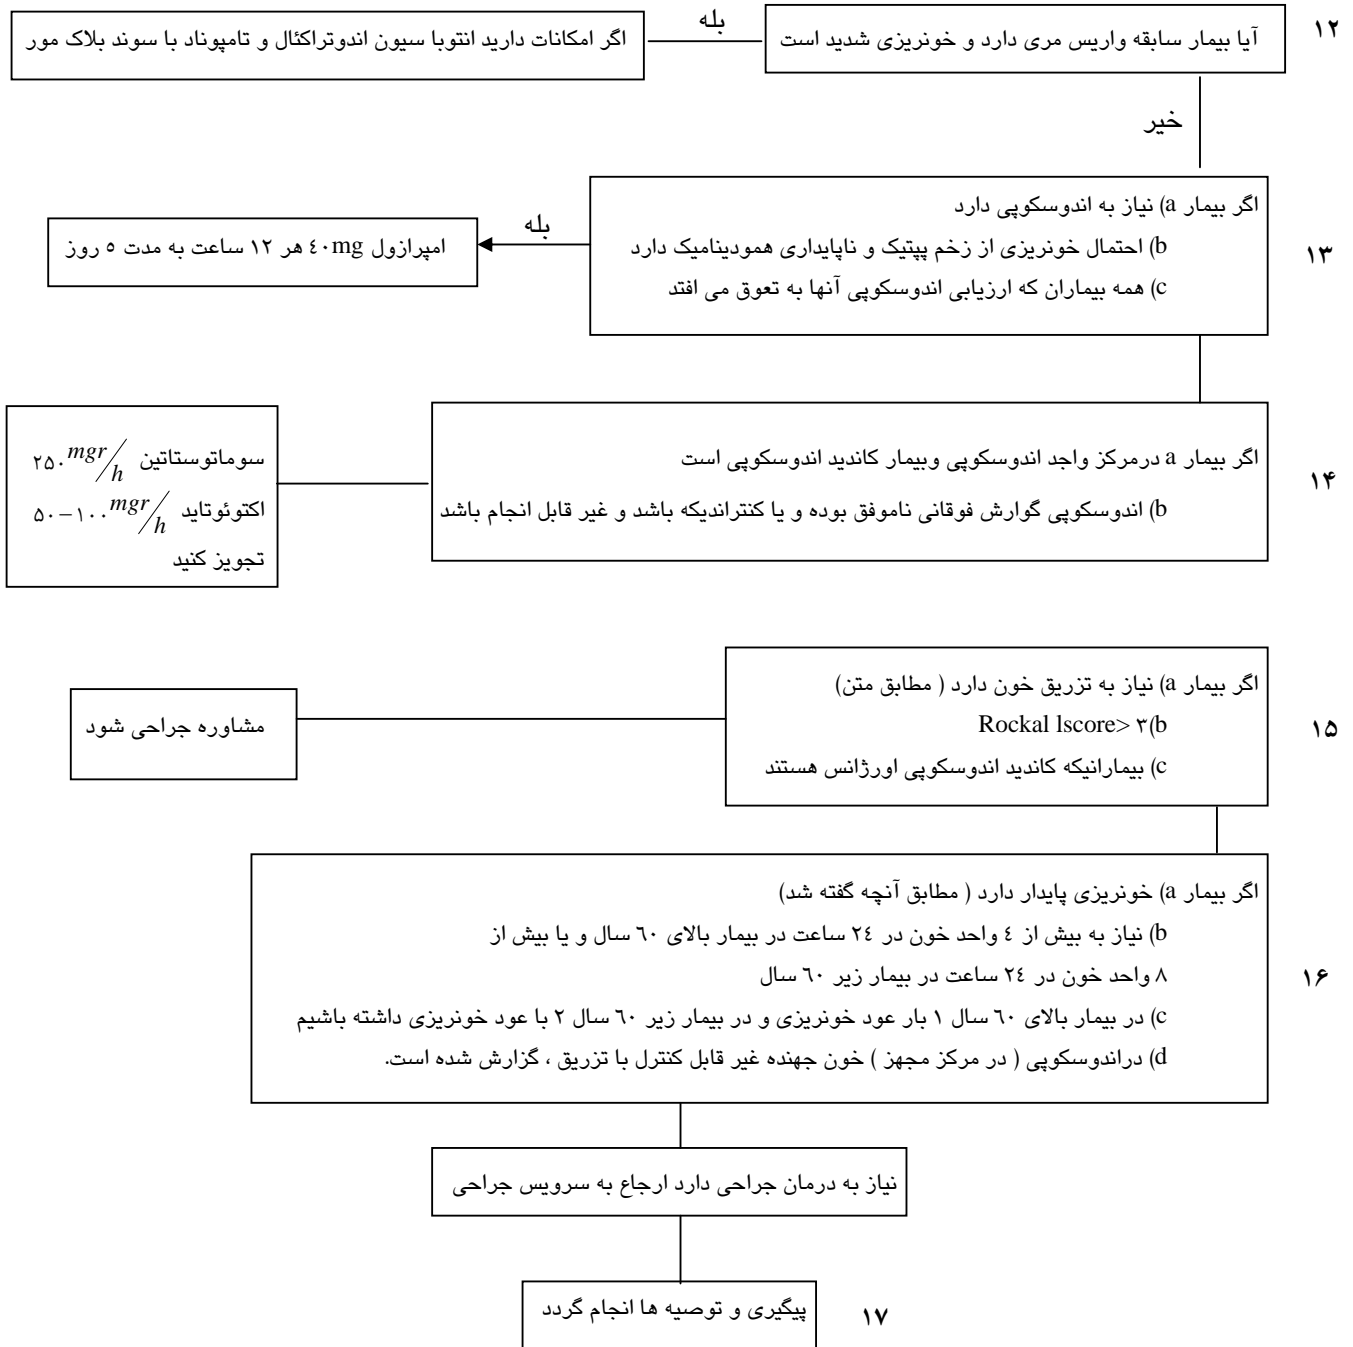 ۱۲
آیا بیمار سابقه واریس مری دارد و خونریزی شدید است
بله
اگر امکانات دارید انتوبا سیون اندوتراکئال و تامپوناد با سوند بلاک مور
خیر
۱۳
اگر بیمار a) نیاز به اندوسکوپی دارد
b) احتمال خونریزی از زخم پپتیک و ناپایداری همودینامیک دارد
c) همه بیماران که ارزیابی اندوسکوپی آنها به تعوق می افتد
بله
امپرازول ٤٠mg هر ١٢ ساعت به مدت ٥ روز
۱۴
اگر بیمار a درمرکز واجد اندوسکوپی وبیمار کاندید اندوسکوپی است
b) اندوسکوپی گوارش فوقانی ناموفق بوده و یا کنتراندیکه باشد و غیر قابل انجام باشد
سوماتوستاتین ۲۵۰ mgr/h
اکتوئوتاید ۵۰–۱۰۰ mgr/h
تجویز کنید
۱۵
اگر بیمار a) نیاز به تزریق خون دارد ( مطابق متن)
Rockal lscore> ۳(b
c) بیمارانیکه کاندید اندوسکوپی اورژانس هستند
مشاوره جراحی شود
۱۶
اگر بیمار a) خونریزی پایدار دارد ( مطابق آنچه گفته شد)
b) نیاز به بیش از ٤ واحد خون در ٢٤ ساعت در بیمار بالای ٦٠ سال و یا بیش از
٨ واحد خون در ٢٤ ساعت در بیمار زیر ٦٠ سال
c) در بیمار بالای ٦٠ سال ١ بار عود خونریزی و در بیمار زیر ٦٠ سال ٢ با عود خونریزی داشته باشیم
d) دراندوسکوپی ( در مرکز مجهز ) خون جهنده غیر قابل کنترل با تزریق ، گزارش شده است.
نیاز به درمان جراحی دارد ارجاع به سرویس جراحی
۱۷
پیگیری و توصیه ها انجام گردد